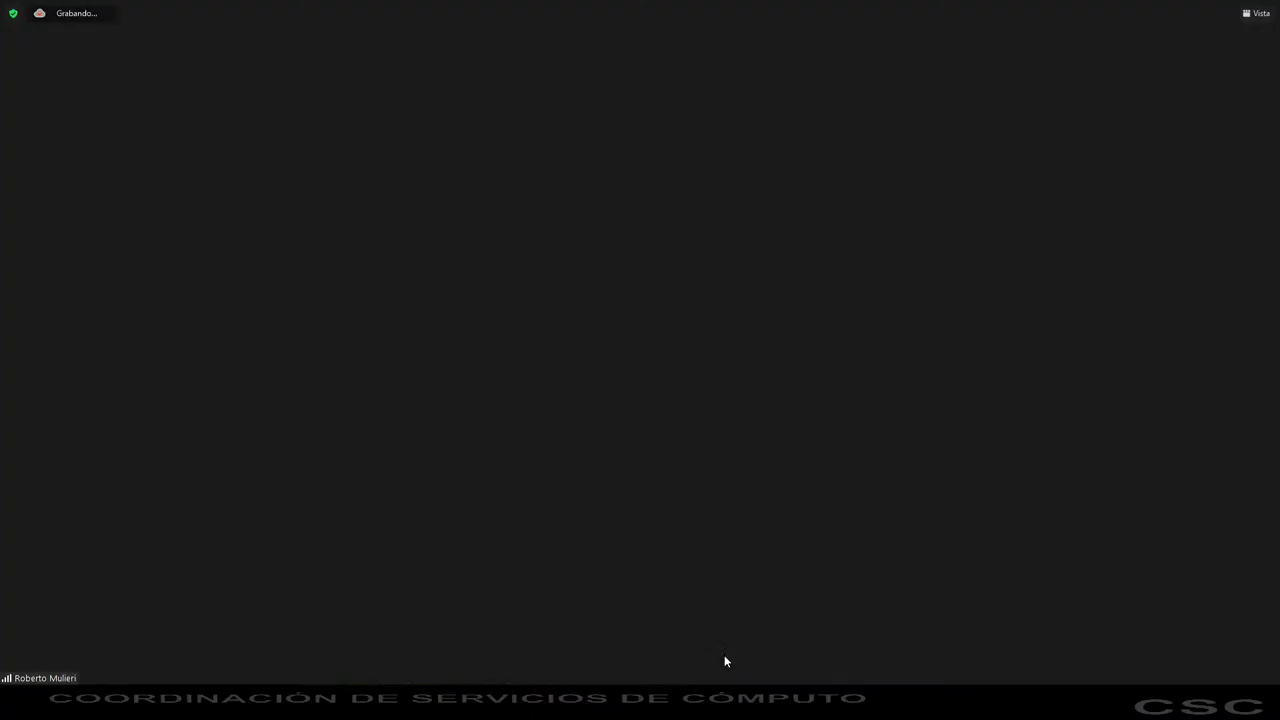 Grabando...
Vista
Roberto Mulieri
COORDINACIÓN DE SERVICIOS DE CÓMPUTO
CSC